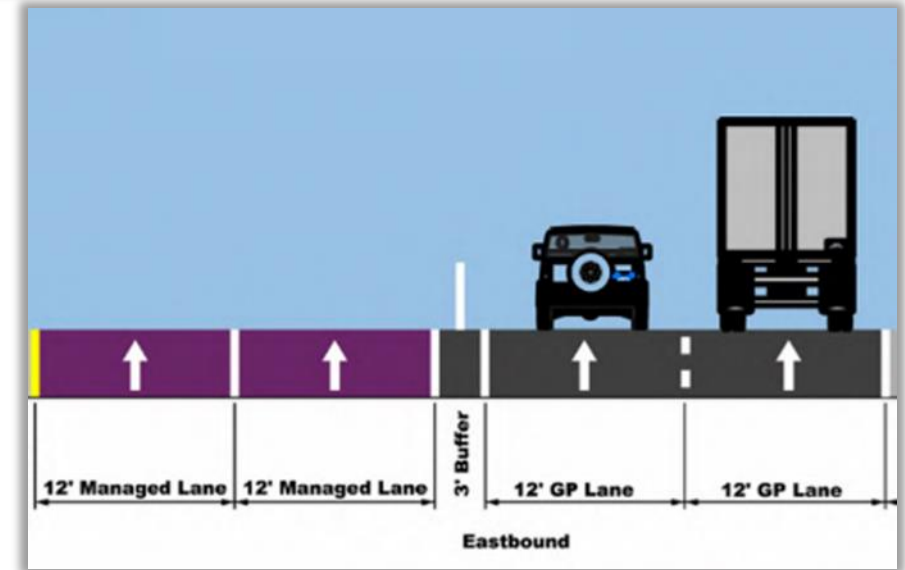 12' Managed Lane
12' Managed Lane
3' Buffer
12' GP Lane
12' GP Lane
Eastbound